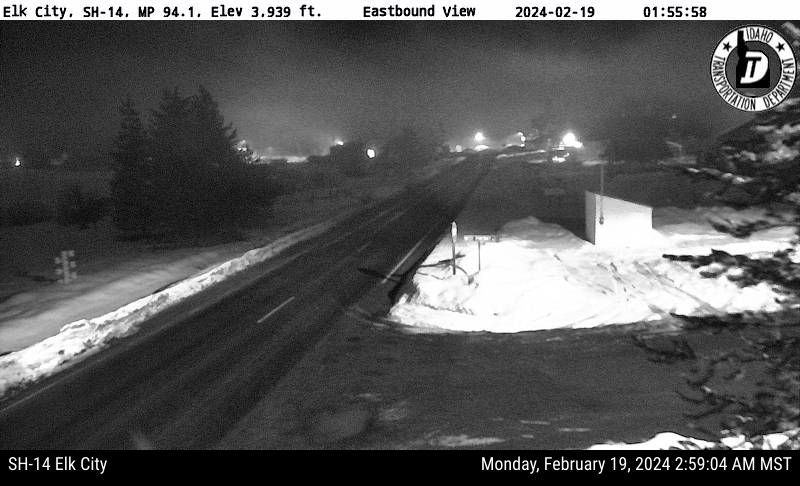 Elk City, SH-14, MP 94.1, Elev 3,939 ft. Eastbound View 2024-02-19 01:55:58
IDAHO
TRANSPORTATION DEPARTMENT
SH-14 Elk City Monday, February 19, 2024 2:59:04 AM MST